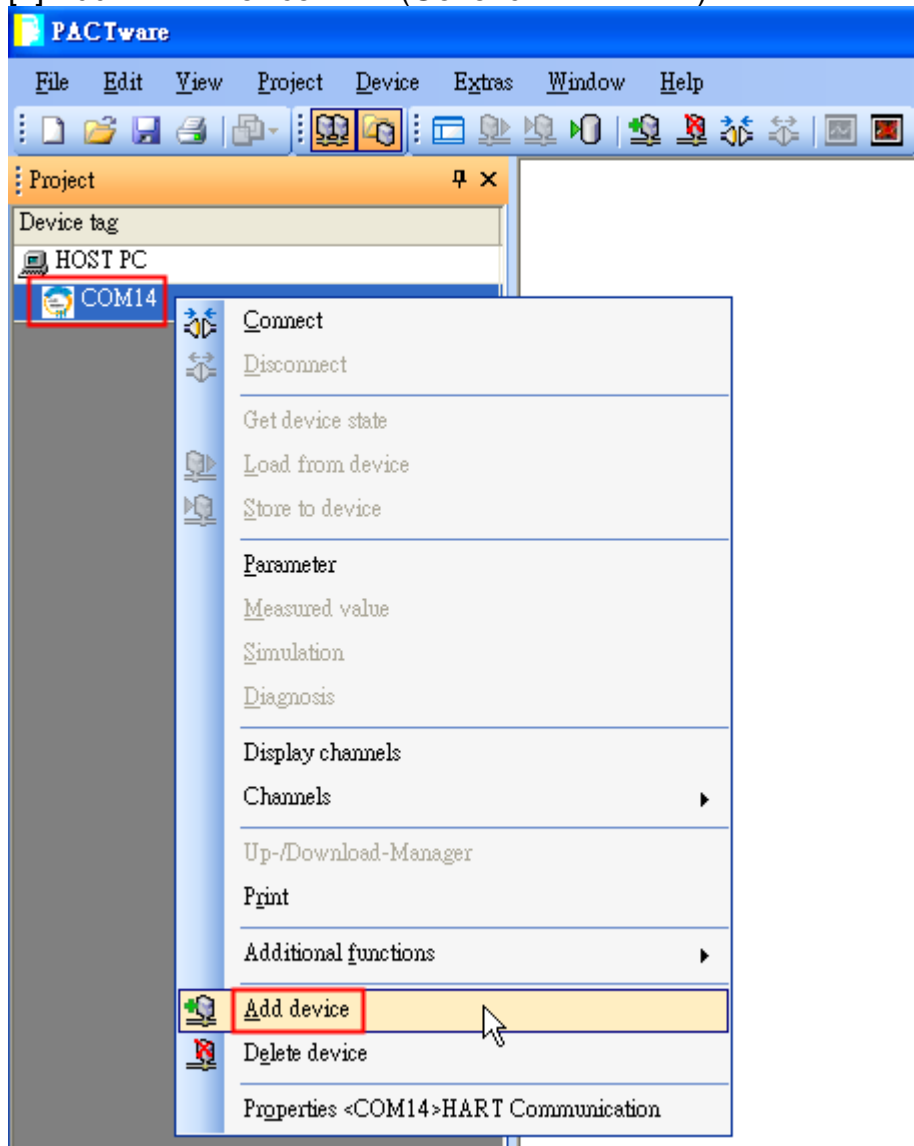 PACTware
File Edit View Project Device Extras Window Help
Project
Device tag
HOST PC
COM14
Connect
Disconnect
Get device state
Load from device
Store to device
Parameter
Measured value
Simulation
Diagnosis
Display channels
Channels
Up-/Download-Manager
Print
Additional functions
Add device
Delete device
Properties <COM14>HART Communication